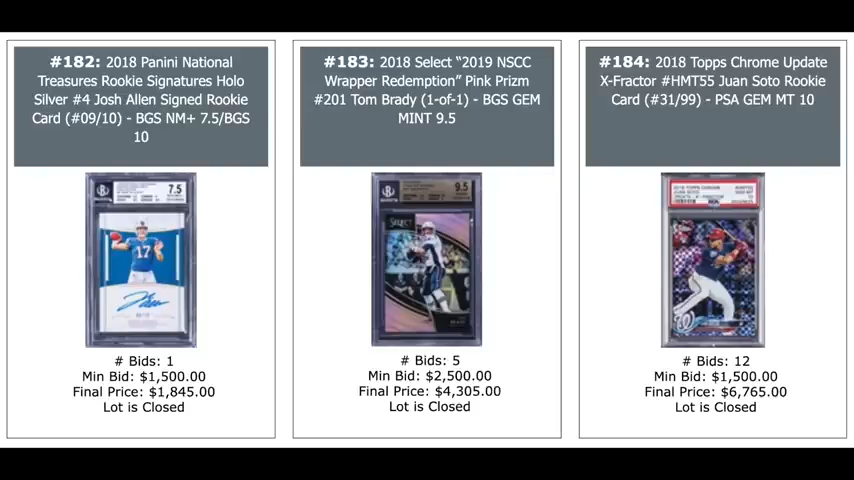 #182: 2018 Panini National
Treasures Rookie Signatures Holo
Silver #4 Josh Allen Signed Rookie
Card (#09/10) - BGS NM+ 7.5/BGS
10
7.5
17
# Bids: 1
Min Bid: $1,500.00
Final Price: $1,845.00
Lot is Closed
#183: 2018 Select “2019 NSCC
Wrapper Redemption” Pink Prizm
#201 Tom Brady (1-of-1) - BGS GEM
MINT 9.5
9.5
SELECT
# Bids: 5
Min Bid: $2,500.00
Final Price: $4,305.00
Lot is Closed
#184: 2018 Topps Chrome Update
X-Fractor #HMT55 Juan Soto Rookie
Card (#31/99) - PSA GEM MT 10
# Bids: 12
Min Bid: $1,500.00
Final Price: $6,765.00
Lot is Closed